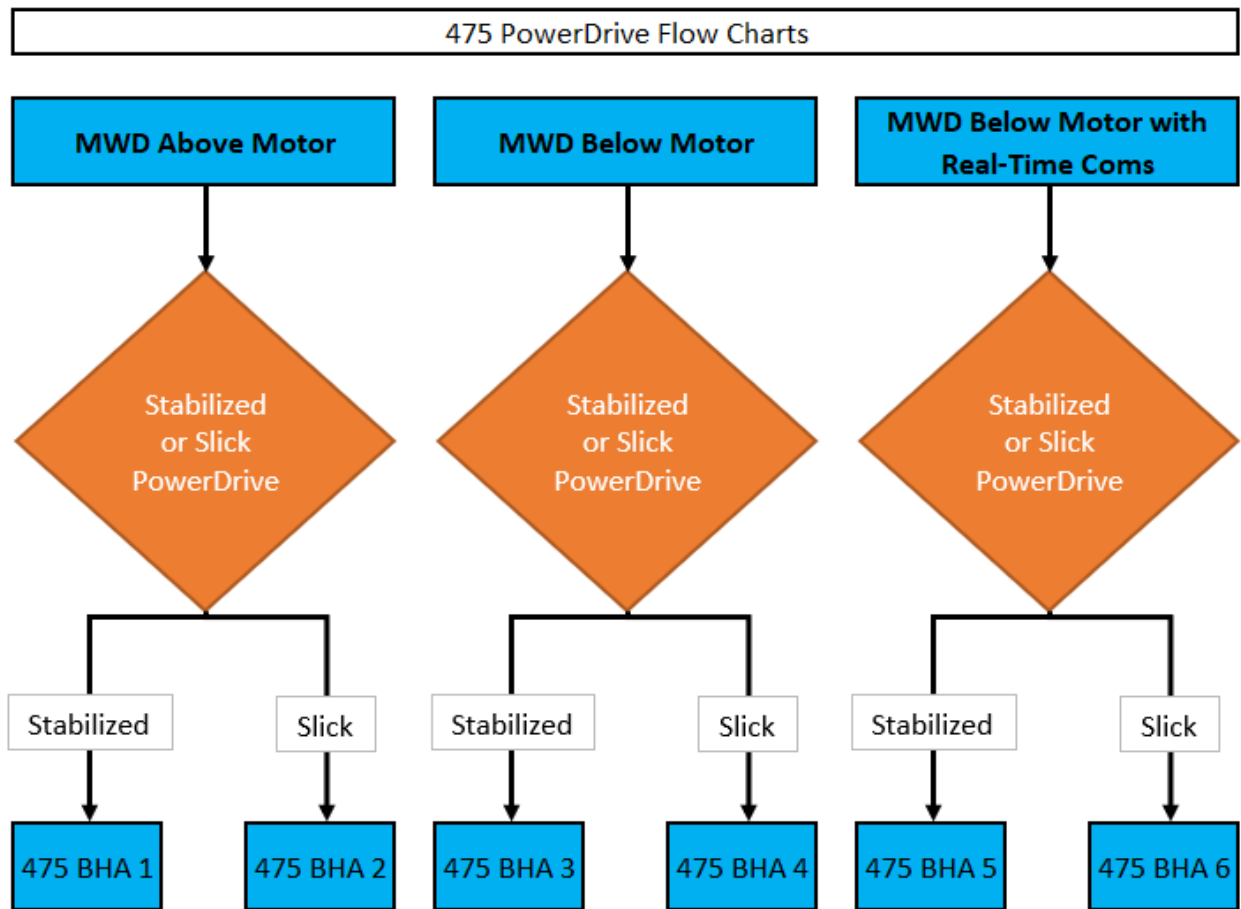 475 PowerDrive Flow Charts
MWD Above Motor
MWD Below Motor
MWD Below Motor with
Real-Time Coms
Stabilized
or Slick
PowerDrive
Stabilized
or Slick
PowerDrive
Stabilized
or Slick
PowerDrive
Stabilized
Slick
Stabilized
Slick
Stabilized
Slick
475 BHA 1
475 BHA 2
475 BHA 3
475 BHA 4
475 BHA 5
475 BHA 6